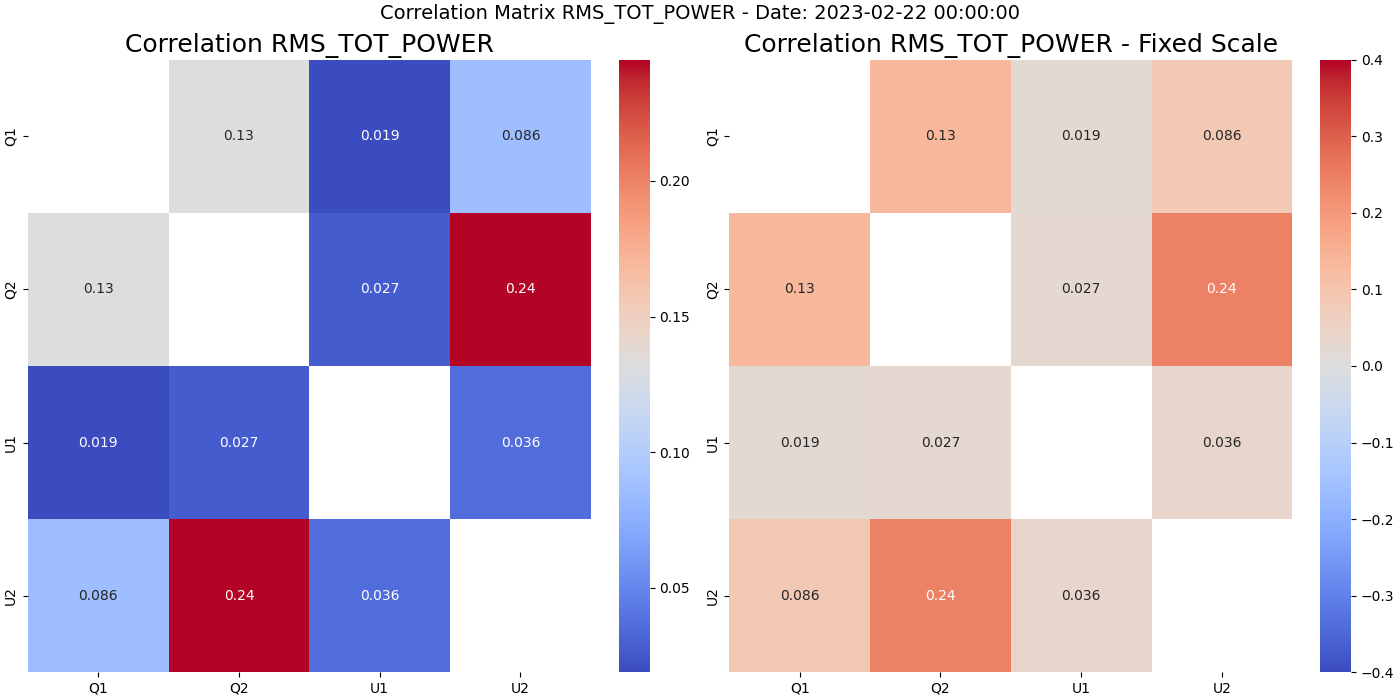 Correlation Matrix RMS_TOT_POWER - Date: 2023-02-22 00:00:00
Correlation RMS_TOT_POWER
Q1
0.13
0.019
0.086
Q2
0.13
0.027
0.24
U1
0.019
0.027
0.036
U2
0.086
0.24
0.036
Q1
Q2
U1
U2
0.20
0.15
0.10
0.05
Correlation RMS_TOT_POWER - Fixed Scale
Q1
0.13
0.019
0.086
Q2
0.13
0.027
0.24
U1
0.019
0.027
0.036
U2
0.086
0.24
0.036
Q1
Q2
U1
U2
0.4
0.3
0.2
0.1
0.0
−0.1
−0.2
−0.3
−0.4